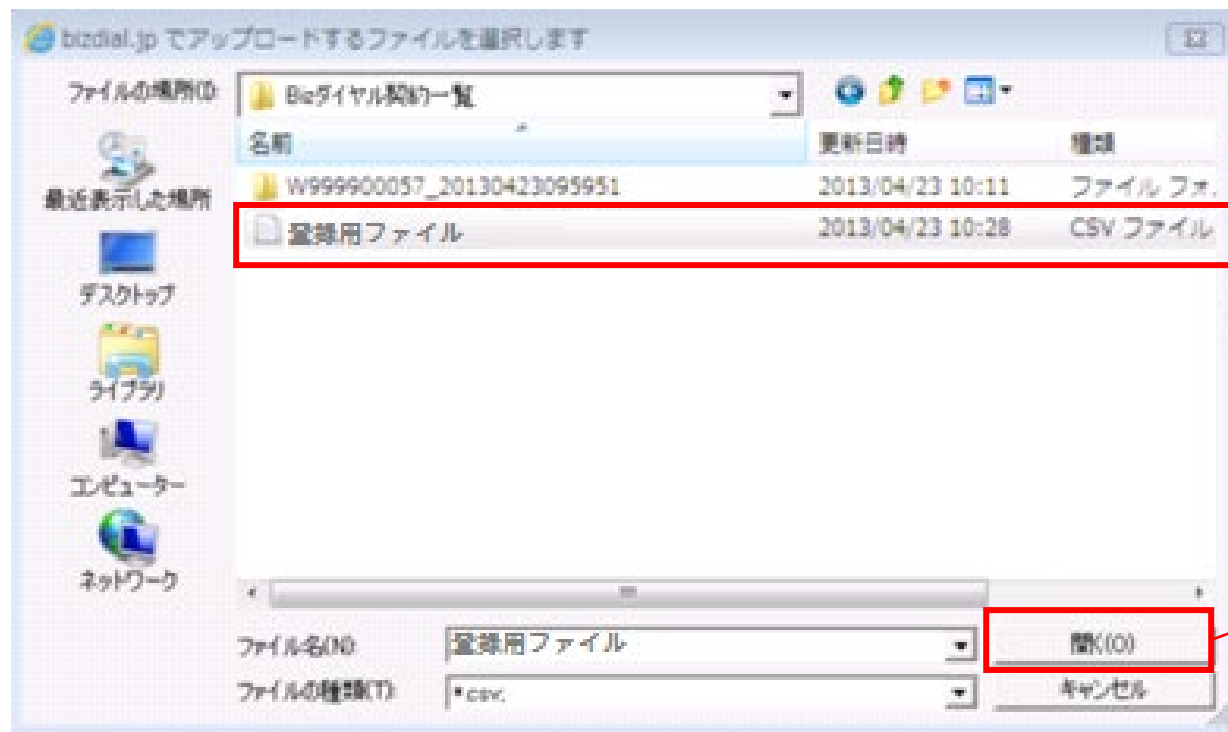 bizdial.jp でアップロードするファイルを選択します
ファイルの場所(I):
Bizダイヤル契約一覧
名前 更新日時 種類
W999900057_20130423095951 2013/04/23 10:11 ファイル フォ.
登録用ファイル 2013/04/23 10:28 CSV ファイル
最近表示した場所
デスクトップ
ライブラリ
コンピューター
ネットワーク
ファイル名(N): 登録用ファイル 開く(O)
ファイルの種類(T): *.csv; キャンセル